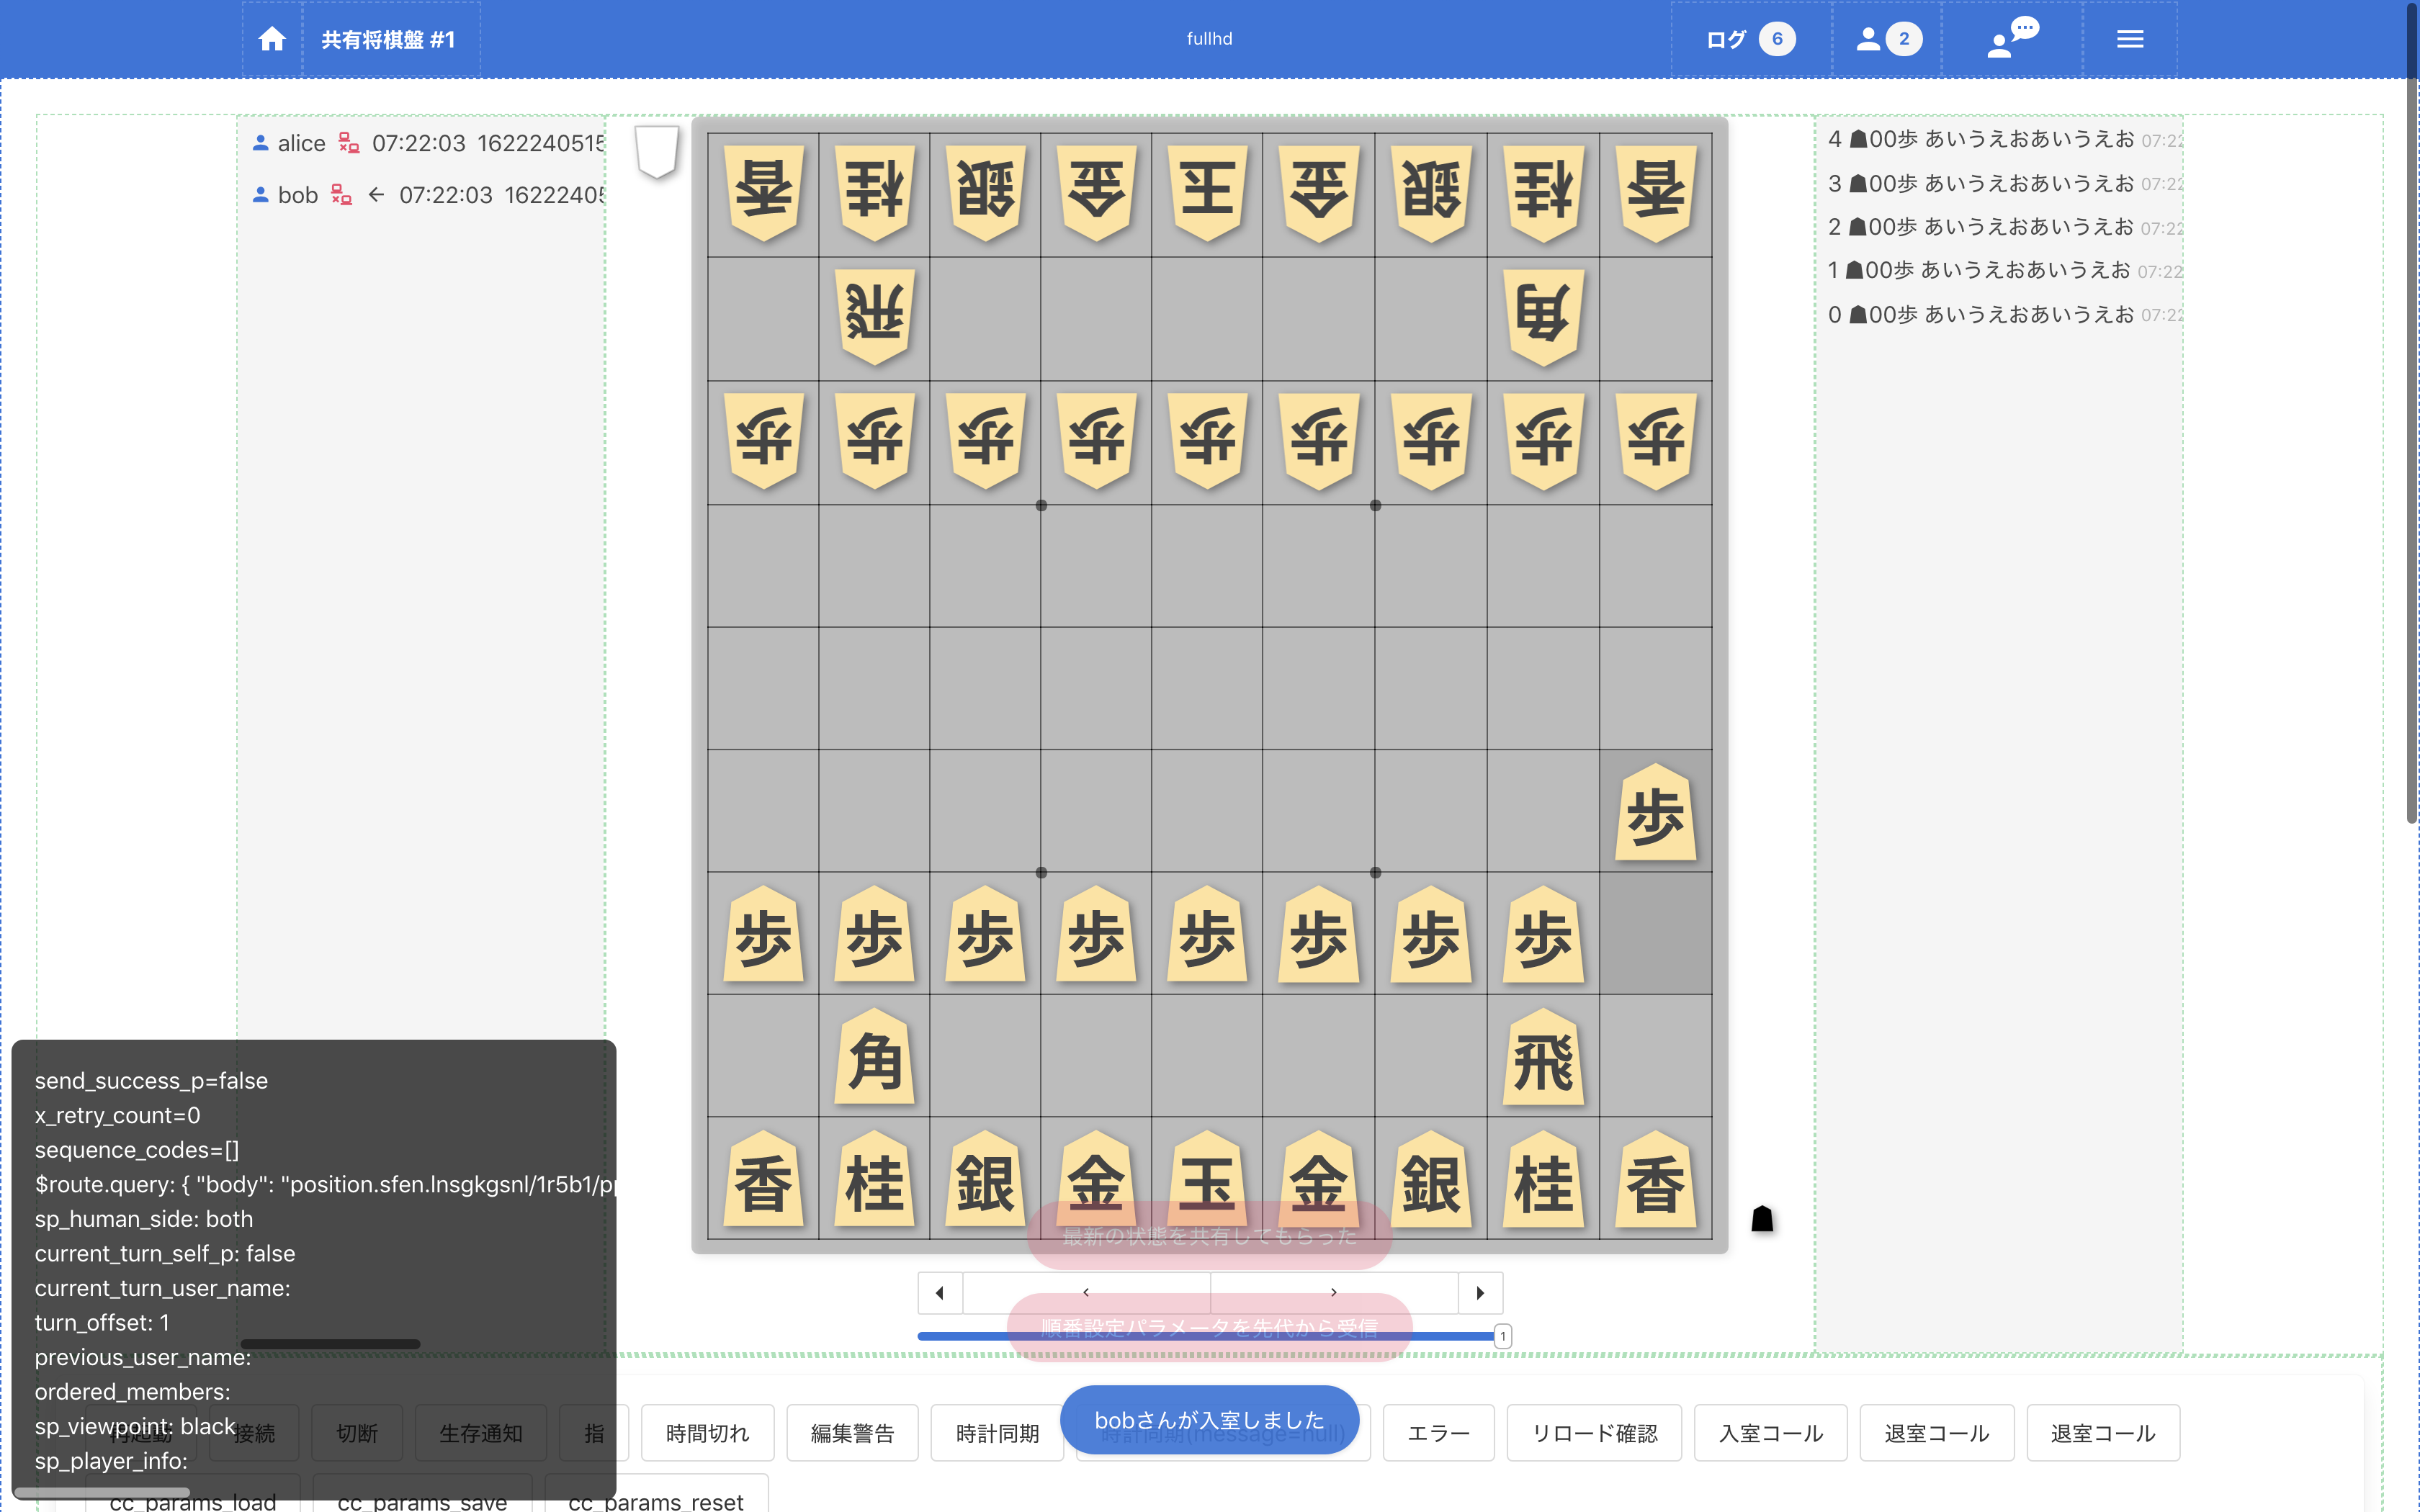 共有将棋盤 #1
fullhd
ログ 6
2
alice 07:22:03 1622240515
bob ← 07:22:03 1622240
4 ☗00歩 あいうえおあいうえお 07:22
3 ☗00歩 あいうえおあいうえお 07:22
2 ☗00歩 あいうえおあいうえお 07:22
1 ☗00歩 あいうえおあいうえお 07:22
0 ☗00歩 あいうえおあいうえお 07:22
香 桂 銀 金 玉 金 銀 桂 香
飛 角
歩 歩 歩 歩 歩 歩 歩 歩 歩
歩
歩 歩 歩 歩 歩 歩 歩 歩
角 飛
香 桂 銀 金 玉 金 銀 桂 香
最新の状態を共有してもらった
順番設定パラメータを先代から受信
1
bobさんが入室しました
send_success_p=false
x_retry_count=0
sequence_codes=[]
$route.query: { "body": "position.sfen.lnsgkgsnl/1r5b1/p
sp_human_side: both
current_turn_self_p: false
current_turn_user_name:
turn_offset: 1
previous_user_name:
ordered_members:
sp_viewpoint: black
sp_player_info:
再起動 接続 切断 生存通知 指 時間切れ 編集警告 時計同期 時計同期(message=null) エラー リロード確認 入室コール 退室コール 退室コール
cc_params_load cc_params_save cc_params_reset